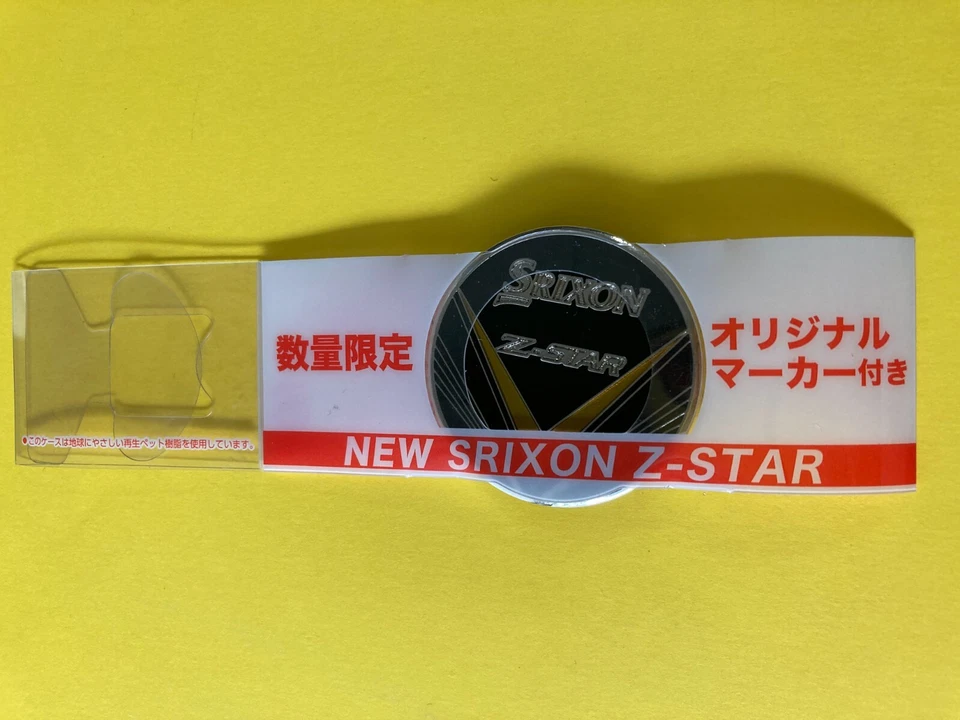 SRIXON
Z-STAR
数量限定
オリジナル
マーカー付き
●このケースは地球にやさしい再生ペット樹脂を使用しています。
NEW SRIXON Z-STAR